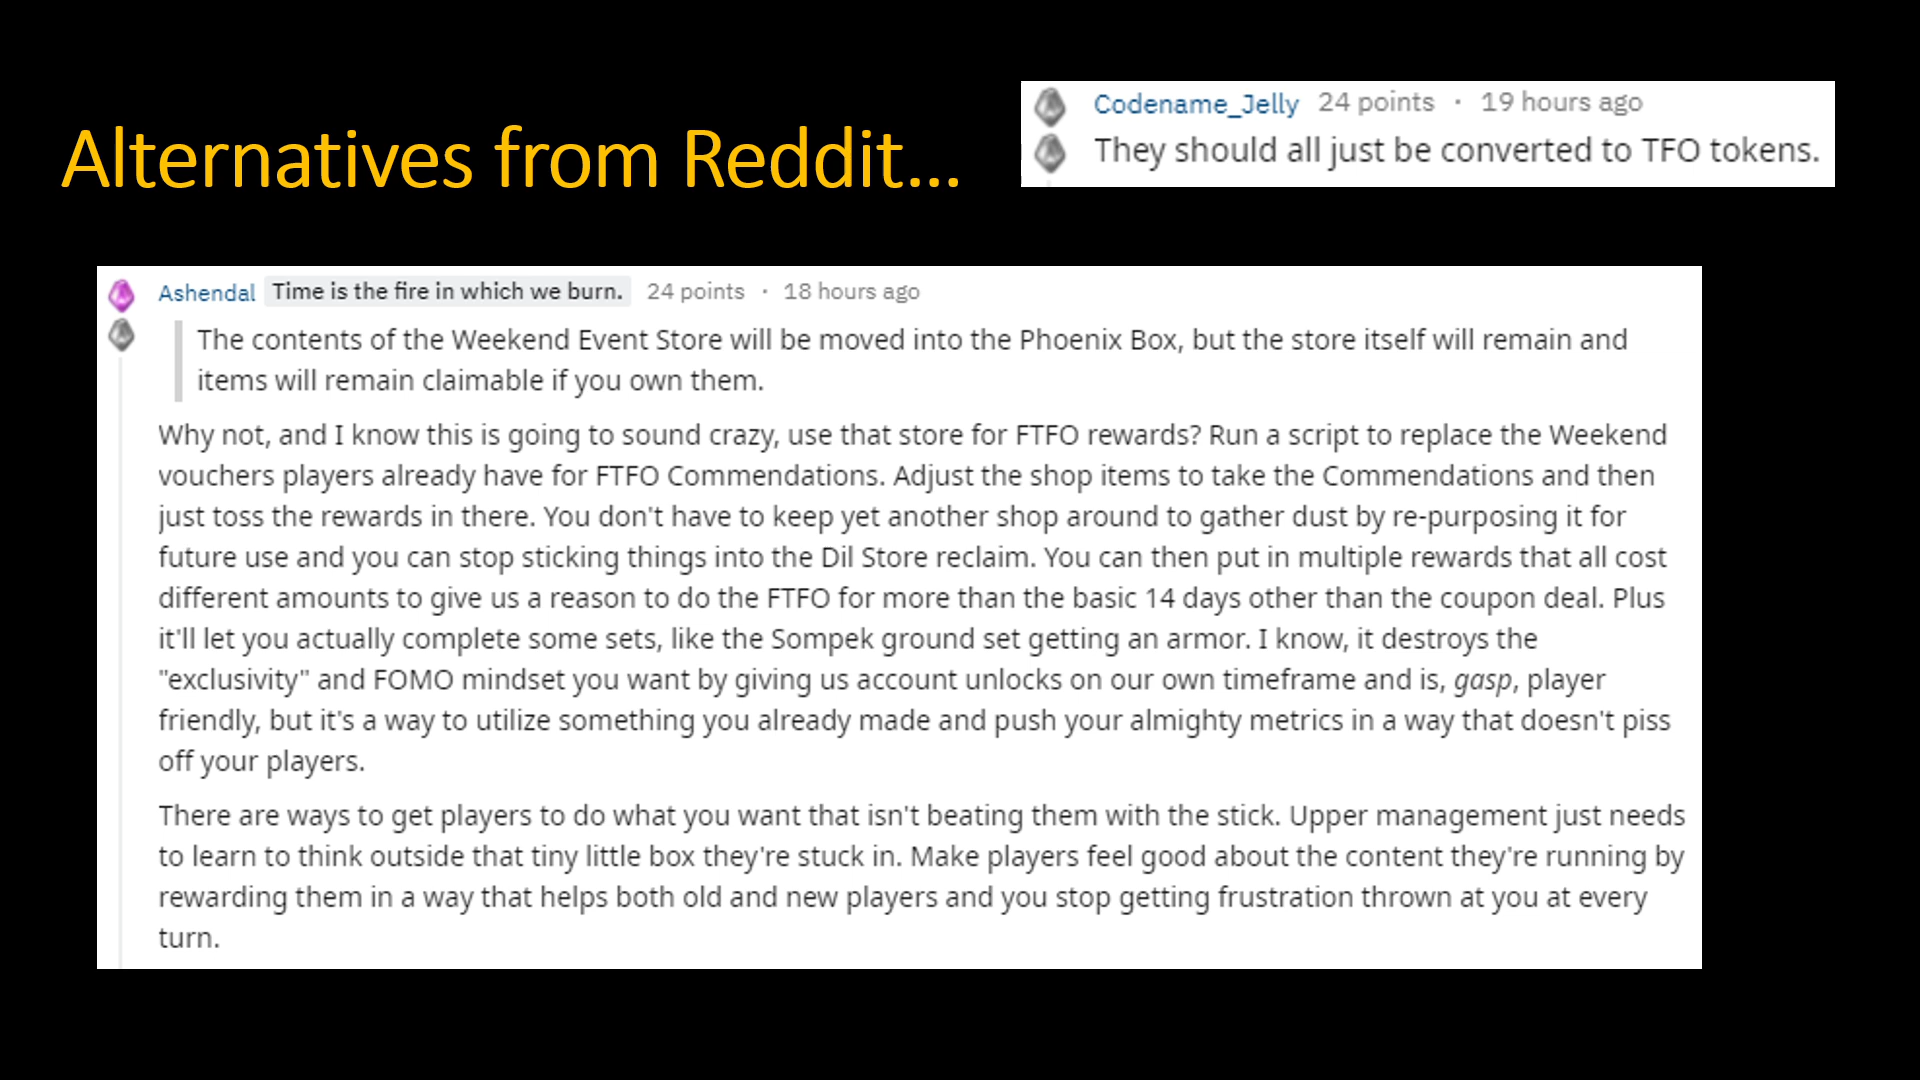 Alternatives from Reddit...
Codename_Jelly 24 points · 19 hours ago
They should all just be converted to TFO tokens.
Ashendal Time is the fire in which we burn. 24 points · 18 hours ago
The contents of the Weekend Event Store will be moved into the Phoenix Box, but the store itself will remain and
items will remain claimable if you own them.
Why not, and I know this is going to sound crazy, use that store for FTFO rewards? Run a script to replace the Weekend
vouchers players already have for FTFO Commendations. Adjust the shop items to take the Commendations and then
just toss the rewards in there. You don't have to keep yet another shop around to gather dust by re-purposing it for
future use and you can stop sticking things into the Dil Store reclaim. You can then put in multiple rewards that all cost
different amounts to give us a reason to do the FTFO for more than the basic 14 days other than the coupon deal. Plus
it'll let you actually complete some sets, like the Sompek ground set getting an armor. I know, it destroys the
"exclusivity" and FOMO mindset you want by giving us account unlocks on our own timeframe and is, gasp, player
friendly, but it's a way to utilize something you already made and push your almighty metrics in a way that doesn't piss
off your players.
There are ways to get players to do what you want that isn't beating them with the stick. Upper management just needs
to learn to think outside that tiny little box they're stuck in. Make players feel good about the content they're running by
rewarding them in a way that helps both old and new players and you stop getting frustration thrown at you at every
turn.